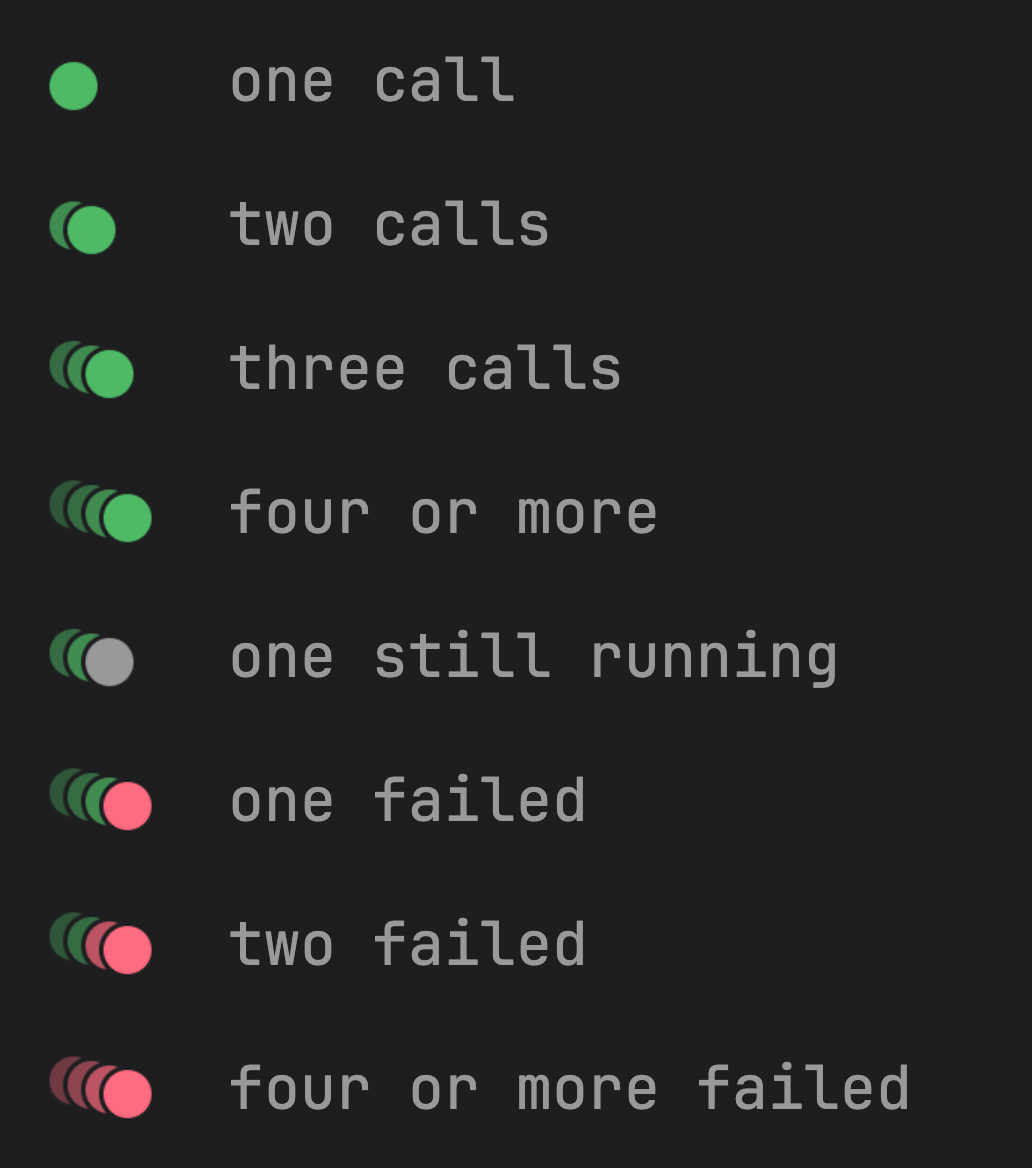 one call
two calls
three calls
four or more
one still running
one failed
two failed
four or more failed